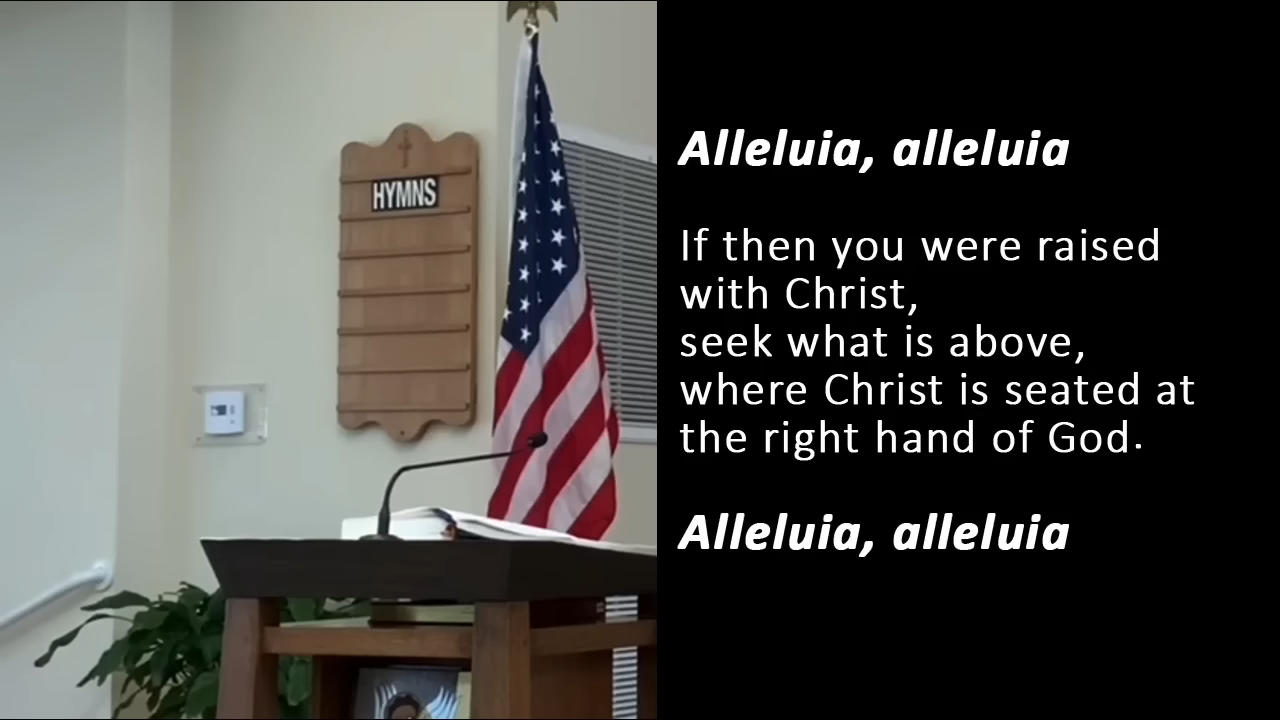 HYMNS
Alleluia, alleluia
If then you were raised
with Christ,
seek what is above,
where Christ is seated at
the right hand of God.
Alleluia, alleluia